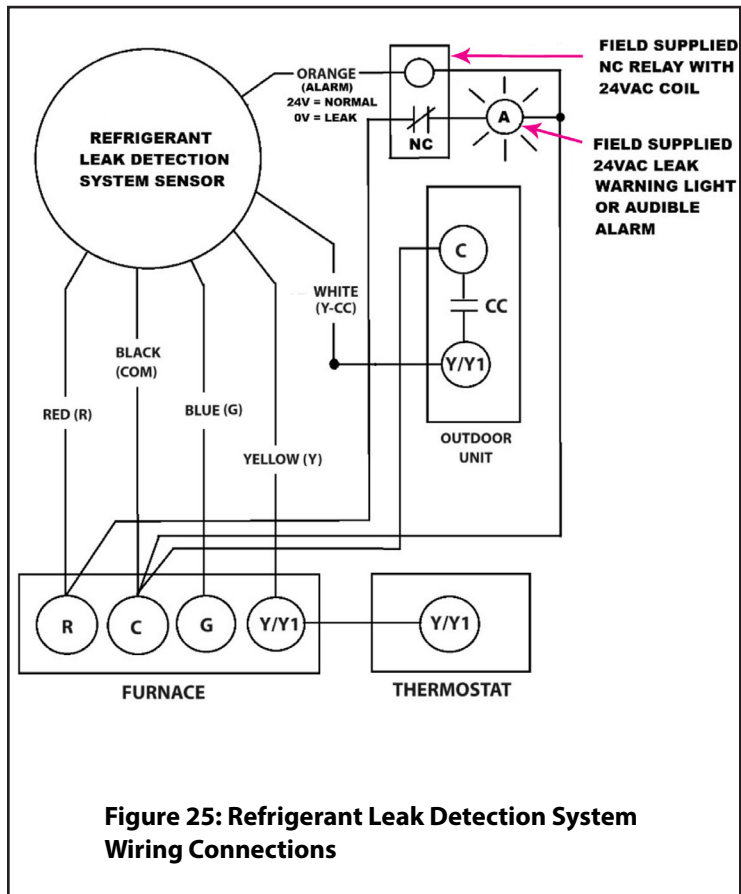 FIELD SUPPLIED
NC RELAY WITH
24VAC COIL
ORANGE
(ALARM)
24V = NORMAL
0V = LEAK
NC
A
FIELD SUPPLIED
24VAC LEAK
WARNING LIGHT
OR AUDIBLE
ALARM
REFRIGERANT
LEAK DETECTION
SYSTEM SENSOR
C
CC
Y/Y1
OUTDOOR
UNIT
WHITE
(Y-CC)
BLACK
(COM)
RED (R)
BLUE (G)
YELLOW (Y)
R
C
G
Y/Y1
FURNACE
Y/Y1
THERMOSTAT
Figure 25: Refrigerant Leak Detection System
Wiring Connections